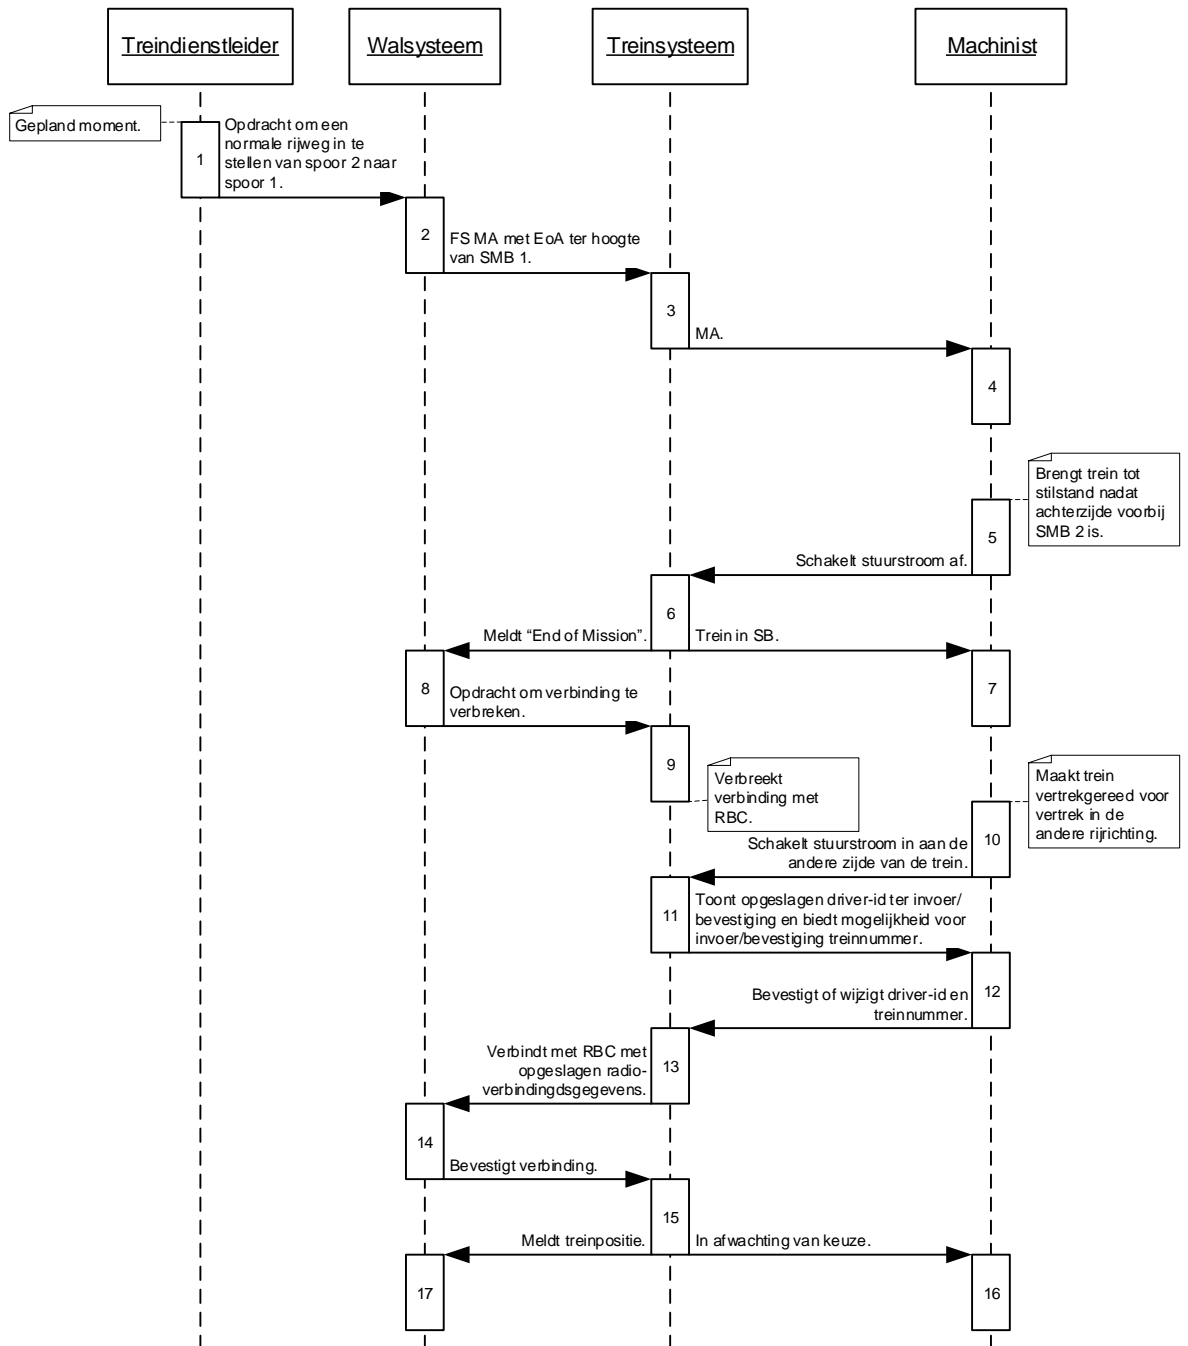 Treindienstleider
Walsysteem
Treinsysteem
Machinist
Gepland moment.
1
Opdracht om een
normale rijweg in te
stellen van spoor 2 naar
spoor 1.
2
FS MA met EoA ter hoogte
van SMB 1.
3
MA.
4
Brengt trein tot
stilstand nadat
achterzijde voorbij
SMB 2 is.
5
Schakelt stuurstroom af.
6
Meldt “End of Mission”.
Trein in SB.
8
7
Opdracht om verbinding te
verbreken.
9
Verbreekt
verbinding met
RBC.
Maakt trein
vertrekgereed voor
vertrek in de
andere rijrichting.
10
Schakelt stuurstroom in aan de
andere zijde van de trein.
11
Toont opgeslagen driver-id ter invoer/
bevestiging en biedt mogelijkheid voor
invoer/bevestiging treinnummer.
12
Bevestigt of wijzigt driver-id en
treinnummer.
13
Verbindt met RBC met
opgeslagen radio-
verbindingdsgegevens.
14
Bevestigt verbinding.
15
Meldt treinpositie.
In afwachting van keuze.
17
16